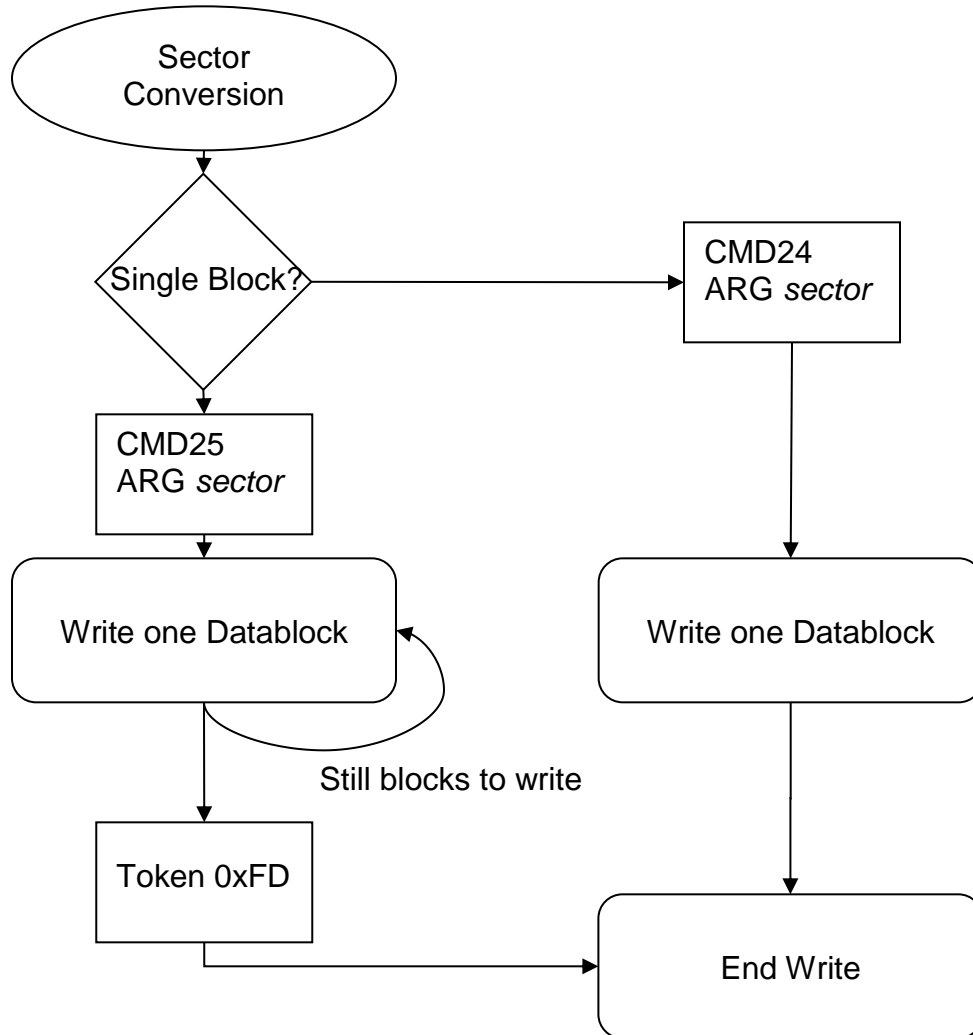 Sector
Conversion
Single Block?
CMD24
ARG sector
CMD25
ARG sector
Write one Datablock
Write one Datablock
Still blocks to write
Token 0xFD
End Write